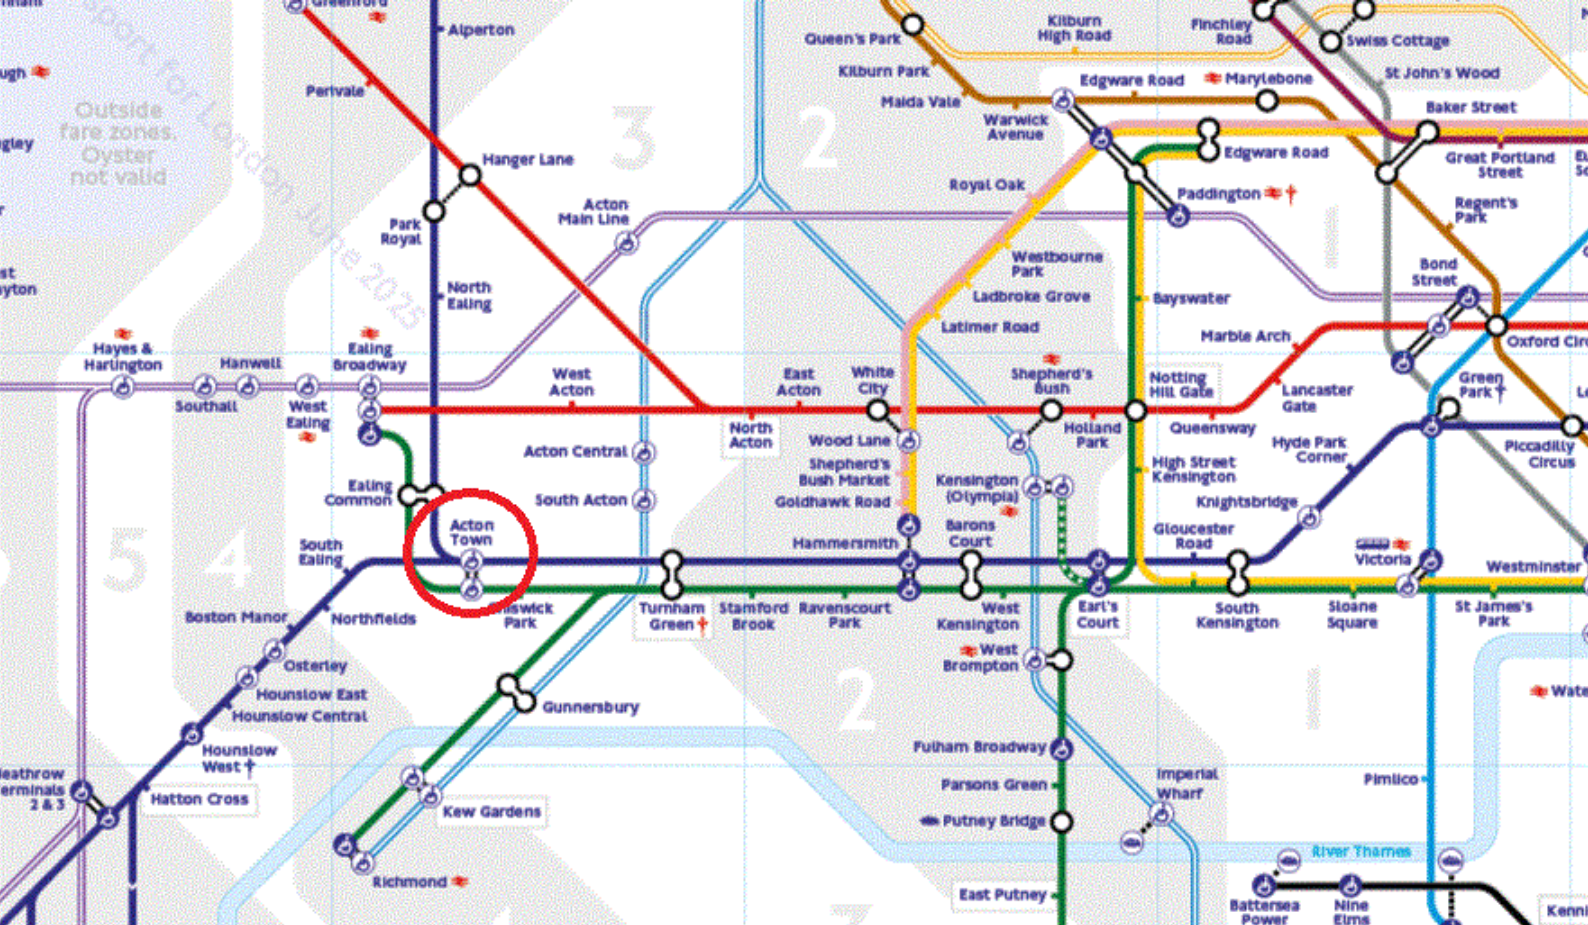 Greenford
Alperton
Queen's Park
Kilburn
High Road
Finchley
Road
Swiss Cottage
Kilburn Park
St John's Wood
Perivale
Outside
fare zones.
Oyster
not valid
3
2
Maida Vale
Edgware Road
Marylebone
Baker Street
Warwick
Avenue
Hanger Lane
Edgware Road
Great Portland
Street
Royal Oak
Paddington
Acton
Main Line
Park
Royal
Regent's
Park
1
June 2025
Westbourne
Park
Bond
Street
North
Ealing
Ladbroke Grove
Bayswater
Latimer Road
Marble Arch
Oxford
Hayes &
Harlington
Hanwell
Ealing
Broadway
West
Acton
East
Acton
White
City
Shepherd's
Bush
Notting
Hill Gate
Lancaster
Gate
Green
Park
Southall
West
Ealing
North
Acton
Holland
Park
Queensway
Hyde Park
Corner
Piccadilly
Circus
Acton Central
Wood Lane
Shepherd's
Bush Market
High Street
Kensington
Ealing
Common
South Acton
Goldhawk Road
Kensington
(Olympia)
Knightsbridge
Acton
Town
Barons
Court
Gloucester
Road
5
4
South
Ealing
Hammersmith
Victoria
Westminster
Boston Manor
Northfields
Park
Turnham
Green
Stamford
Brook
Ravenscourt
Park
West
Kensington
Earl's
Court
South
Kensington
Sloane
Square
St James's
Park
Osterley
West
Brompton
Hounslow East
Hounslow Central
Gunnersbury
2
1
Hounslow
West
Fulham Broadway
2 & 3
Hatton Cross
Kew Gardens
Parsons Green
Imperial
Wharf
Pimlico
Putney Bridge
River Thames
Richmond
East Putney
Battersea
Power
Nine
Elms
3